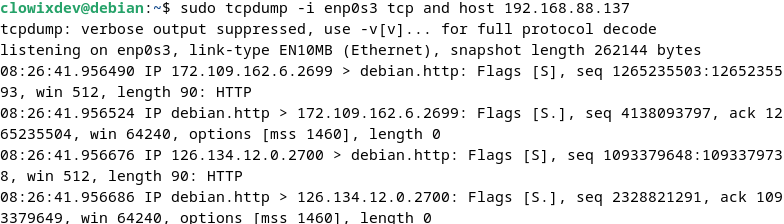 clowixdev@debian:~$ sudo tcpdump -i enp0s3 tcp and host 192.168.88.137
tcpdump: verbose output suppressed, use -v[v]... for full protocol decode
listening on enp0s3, link-type EN10MB (Ethernet), snapshot length 262144 bytes
08:26:41.956490 IP 172.109.162.6.2699 > debian.http: Flags [S], seq 1265235503:12652355
93, win 512, length 90: HTTP
08:26:41.956524 IP debian.http > 172.109.162.6.2699: Flags [S.], seq 4138093797, ack 12
65235504, win 64240, options [mss 1460], length 0
08:26:41.956676 IP 126.134.12.0.2700 > debian.http: Flags [S], seq 1093379648:109337973
8, win 512, length 90: HTTP
08:26:41.956686 IP debian.http > 126.134.12.0.2700: Flags [S.], seq 2328821291, ack 109
3379649, win 64240, options [mss 1460], length 0